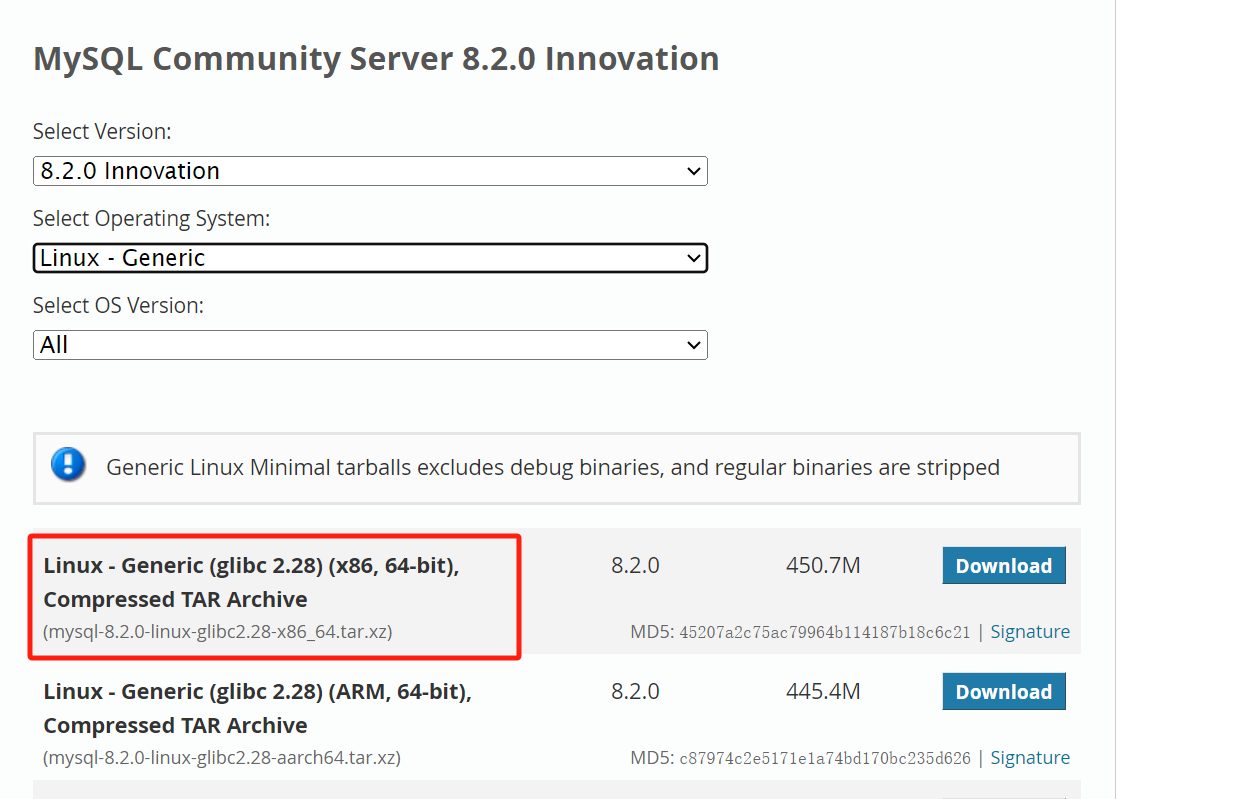 MySQL Community Server 8.2.0 Innovation
Select Version:
8.2.0 Innovation
Select Operating System:
Linux - Generic
Select OS Version:
All
Generic Linux Minimal tarballs excludes debug binaries, and regular binaries are stripped
Linux - Generic (glibc 2.28) (x86, 64-bit), 8.2.0 450.7M Download
Compressed TAR Archive
(mysql-8.2.0-linux-glibc2.28-x86_64.tar.xz) MD5: 45207a2c75ac79964b114187b18c6c21 | Signature
Linux - Generic (glibc 2.28) (ARM, 64-bit), 8.2.0 445.4M Download
Compressed TAR Archive
(mysql-8.2.0-linux-glibc2.28-aarch64.tar.xz) MD5: c87974c2e5171e1a74bd170bc235d626 | Signature